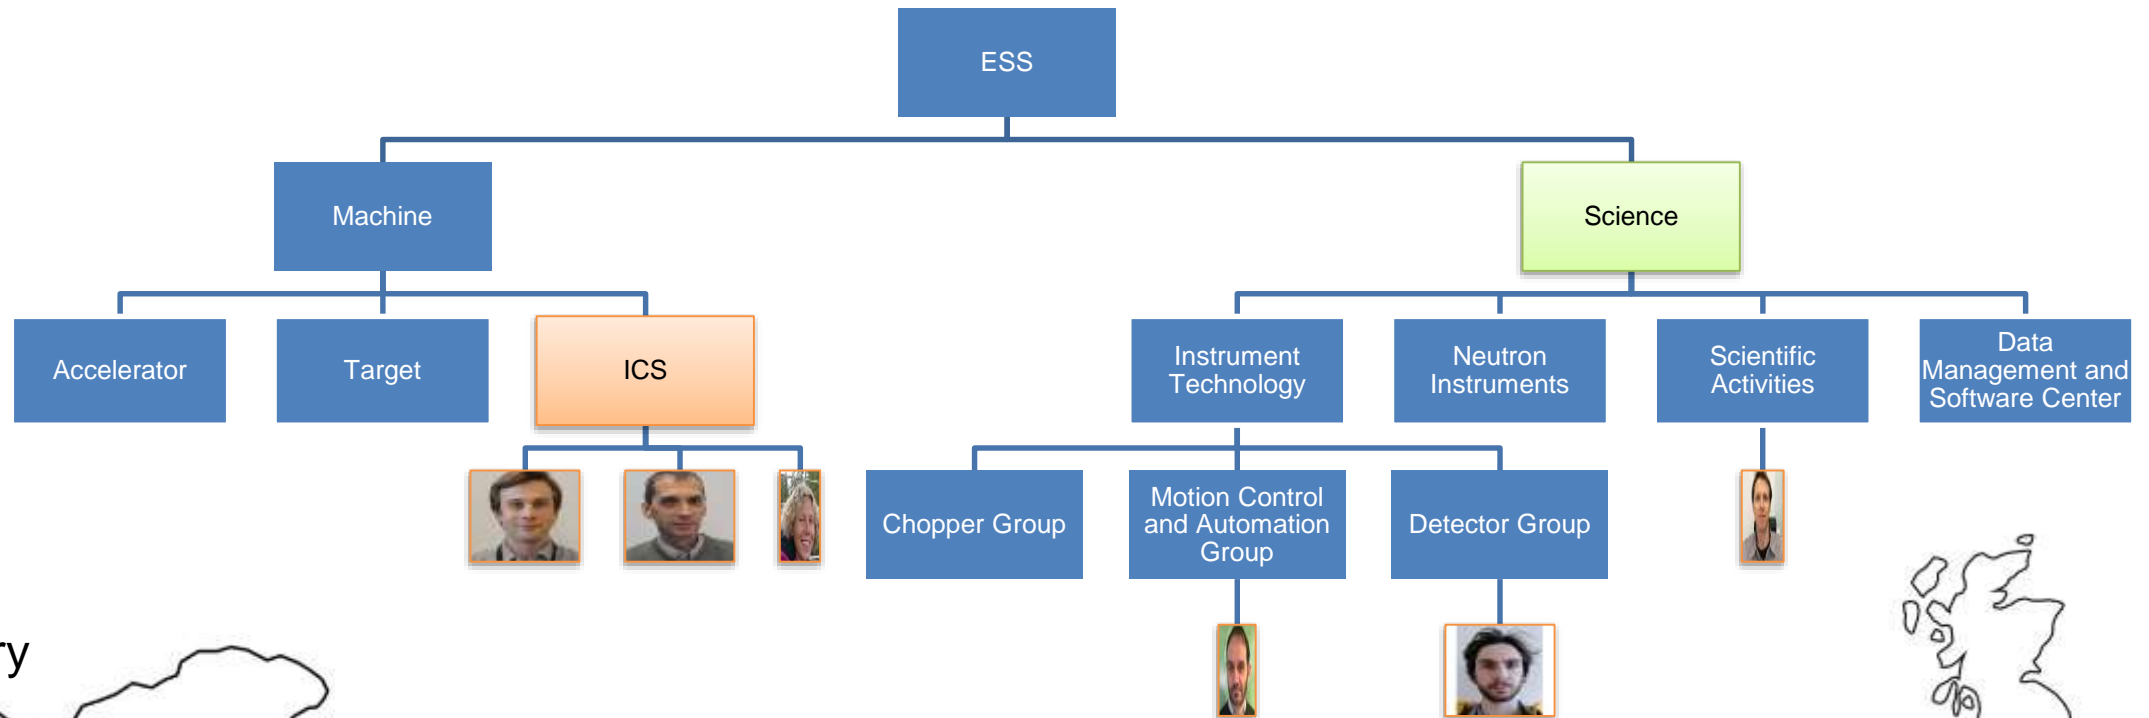 ESS
Machine
Science
Accelerator
Target
ICS
Instrument
Technology
Neutron
Instruments
Scientific
Activities
Data
Management and
Software Center
Chopper Group
Motion Control
and Automation
Group
Detector Group
ry